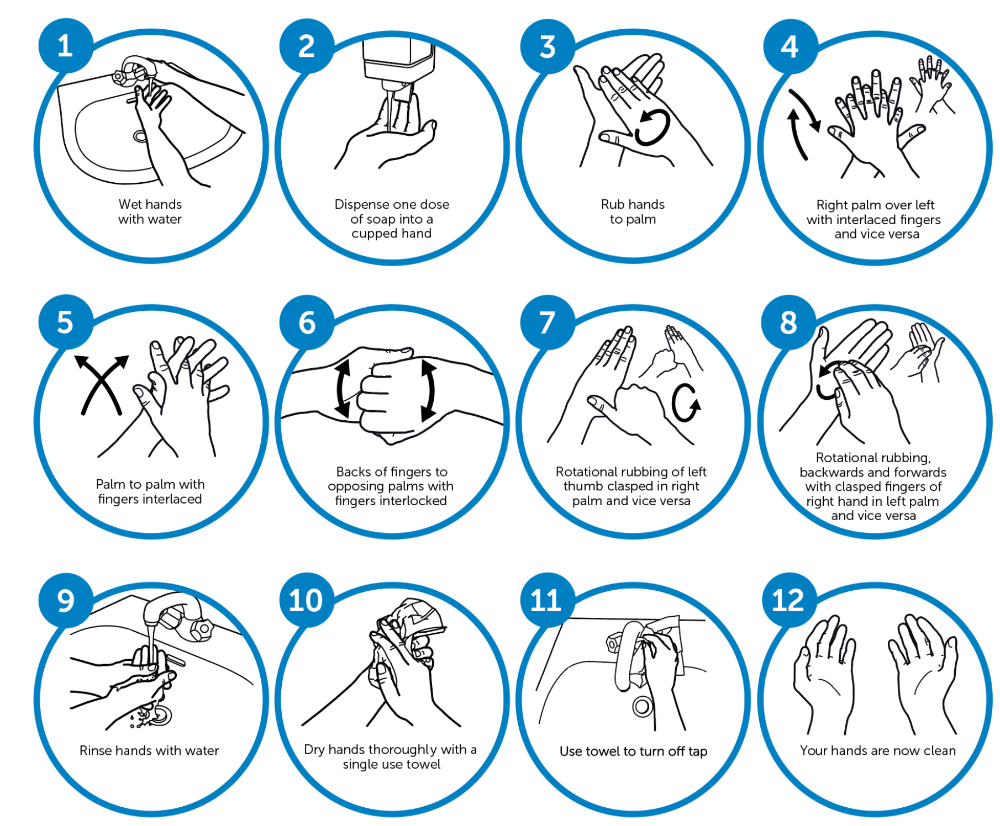 1
Wet hands
with water
2
Dispense one dose
of soap into a
cupped hand
3
Rub hands
to palm
4
Right palm over left
with interlaced fingers
and vice versa
5
Palm to palm with
fingers interlaced
6
Backs of fingers to
opposing palms with
fingers interlocked
7
Rotational rubbing of left
thumb clasped in right
palm and vice versa
8
Rotational rubbing,
backwards and forwards
with clasped fingers of
right hand in left palm
and vice versa
9
Rinse hands with water
10
Dry hands thoroughly with a
single use towel
11
Use towel to turn off tap
12
Your hands are now clean